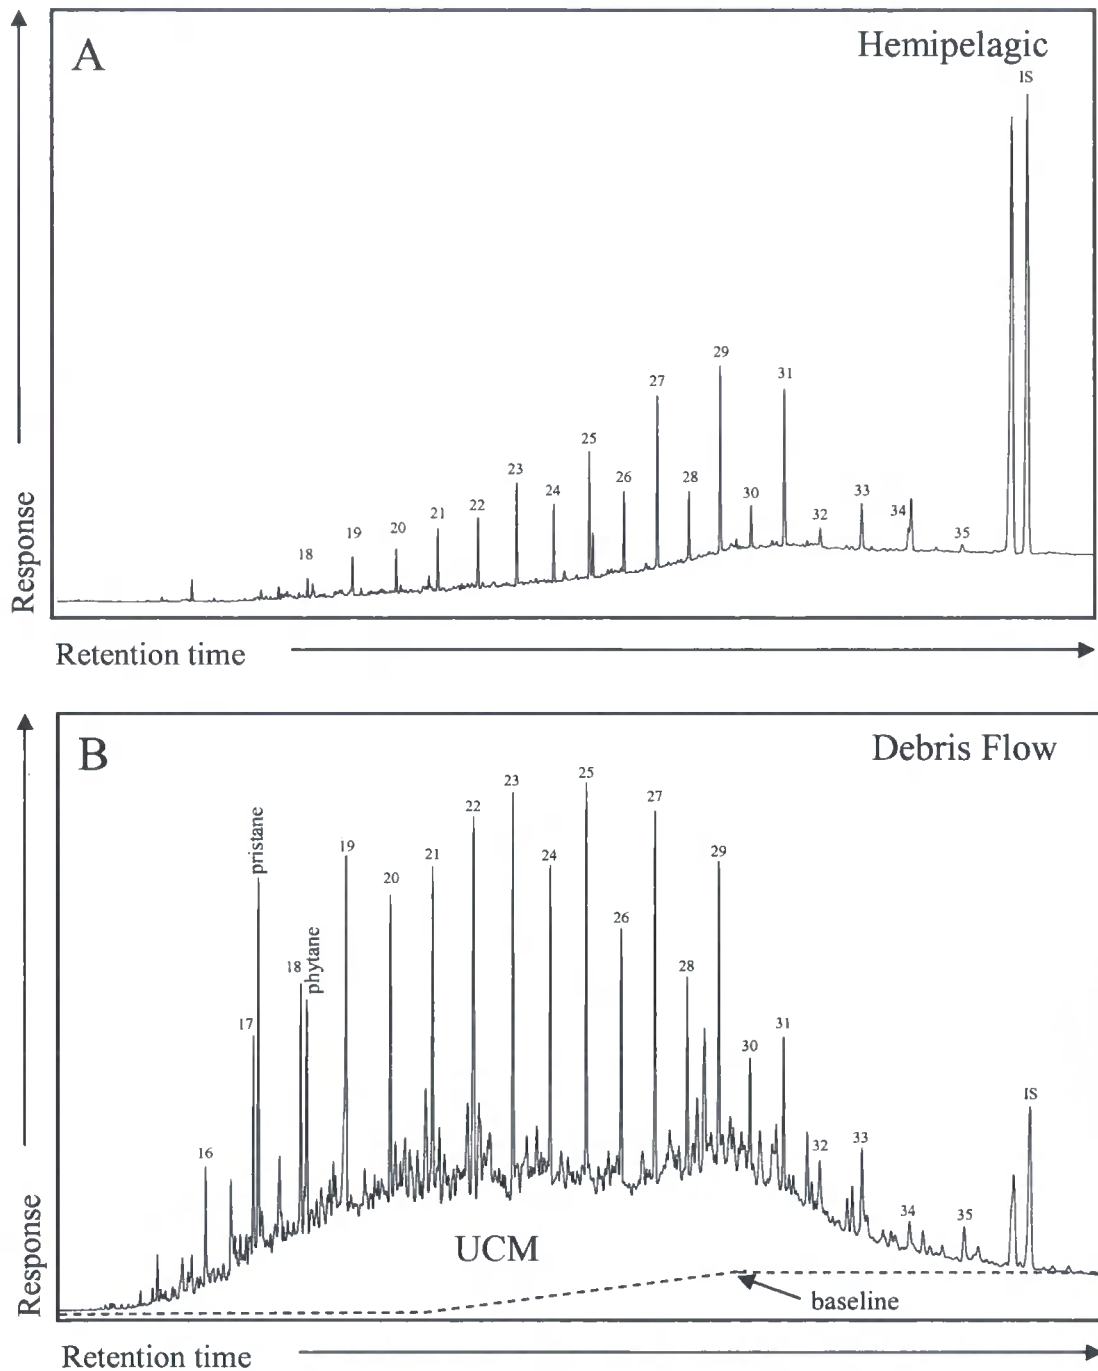 A
Hemipelagic
IS
29
31
27
25
23
26
28
24
22
30
33
34
21
32
20
19
35
18
Response
Retention time
B
Debris Flow
25
23
27
22
pristane
19
29
21
24
20
26
18
phytane
28
17
31
30
IS
16
32
33
34
35
UCM
baseline
Response
Retention time